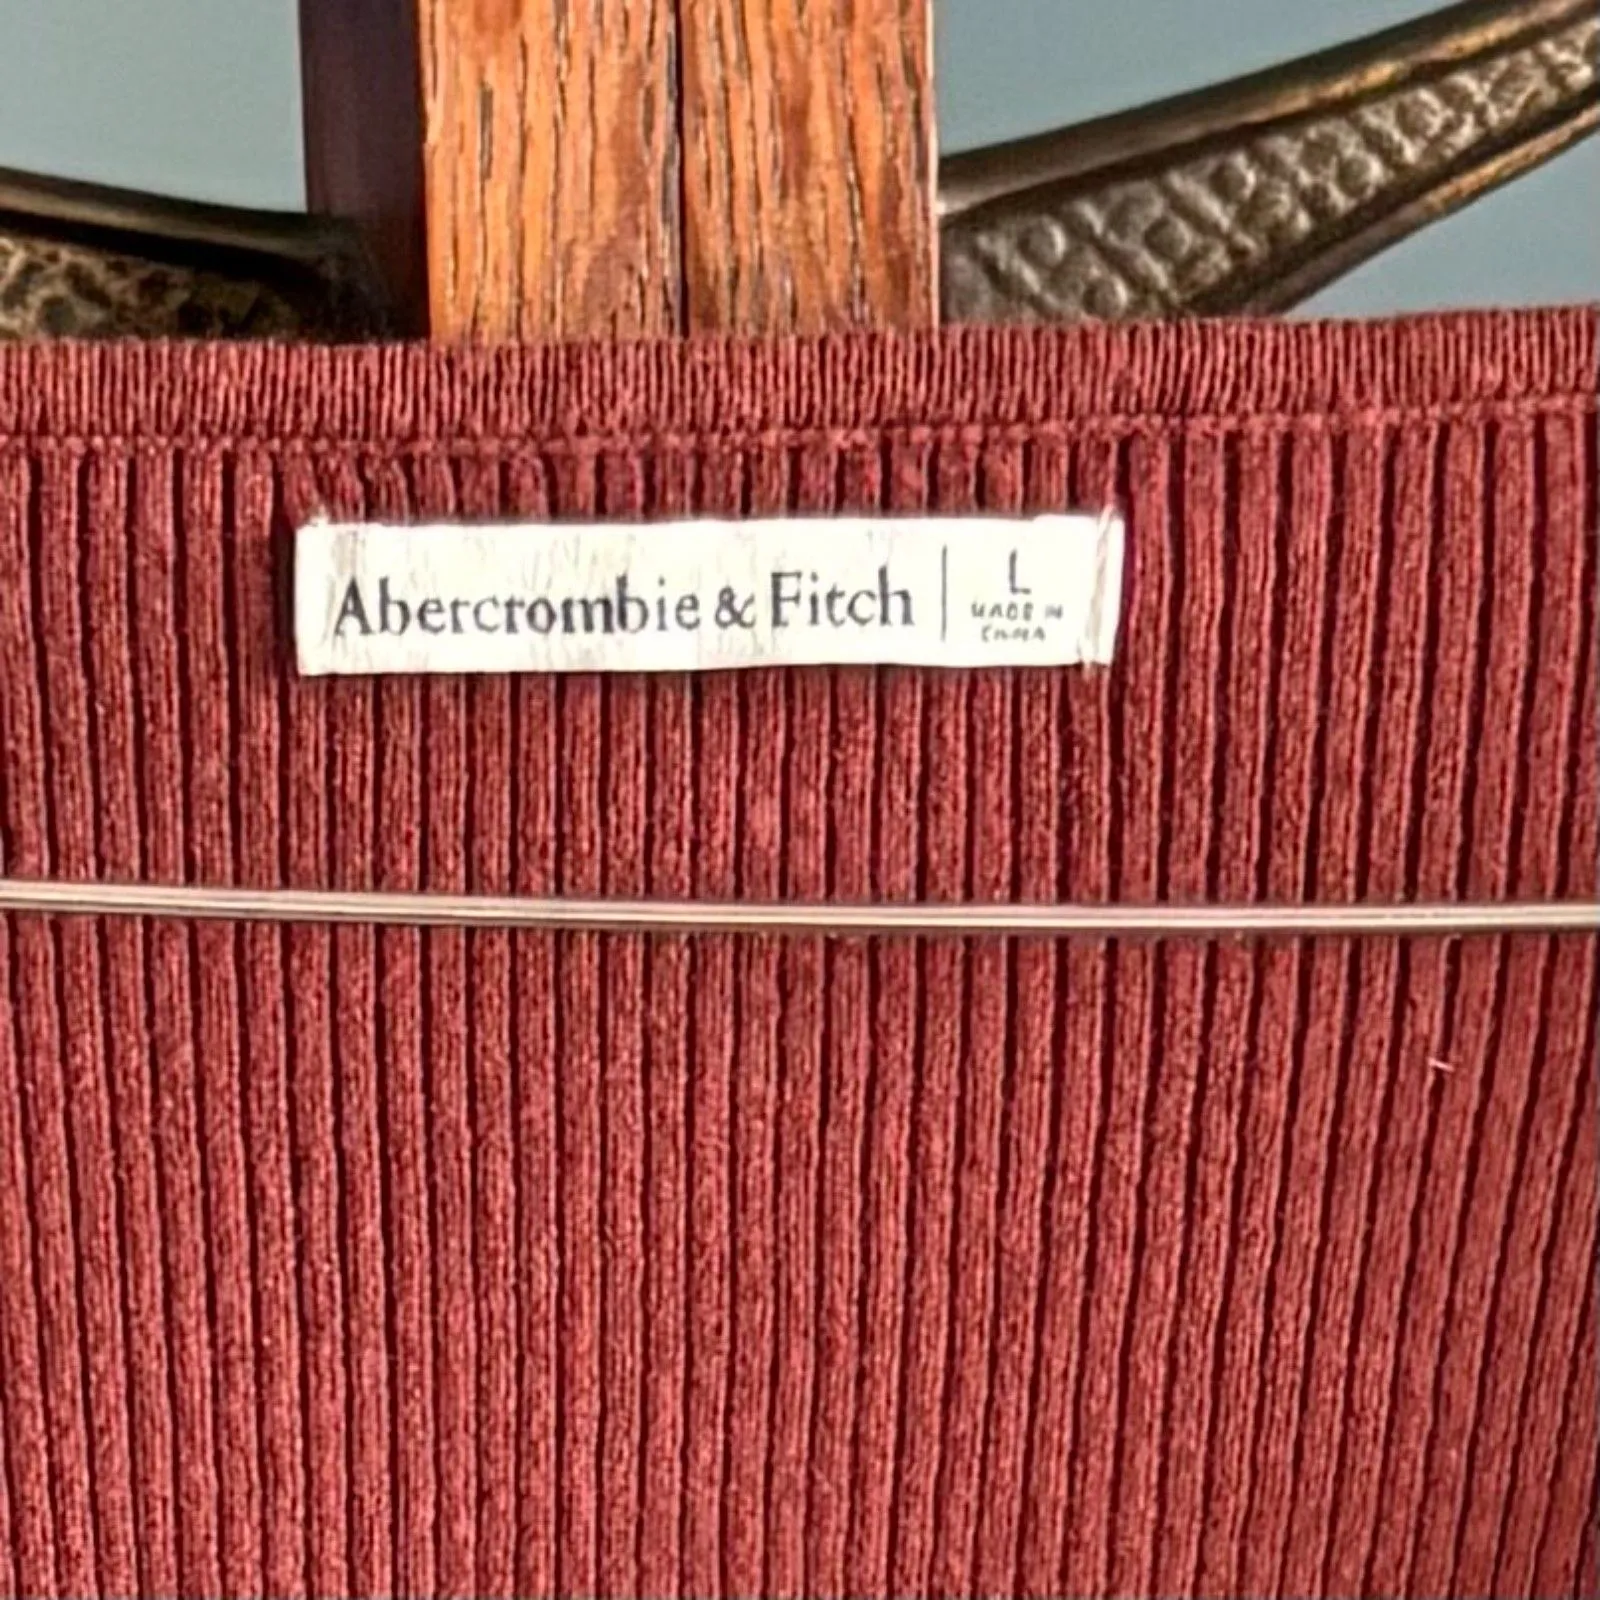 Abercrombie & Fitch
L
MADE IN
CHINA